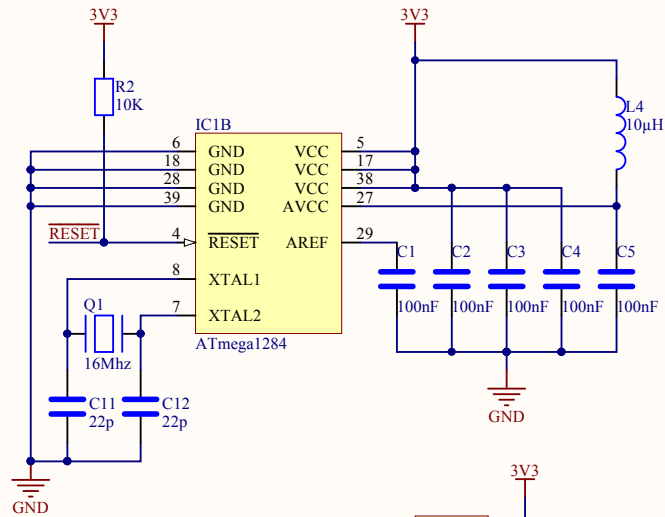 3V3
3V3
R2
10K
L4
10µH
IC1B
6 GND VCC 5
18 GND VCC 17
28 GND VCC 38
39 GND AVCC 27
RESET 4 RESET AREF 29
C1 C2 C3 C4 C5
8 XTAL1
100nF 100nF 100nF 100nF 100nF
Q1 7 XTAL2
16Mhz
ATmega1284
C11 C12
22p 22p
GND
3V3
GND